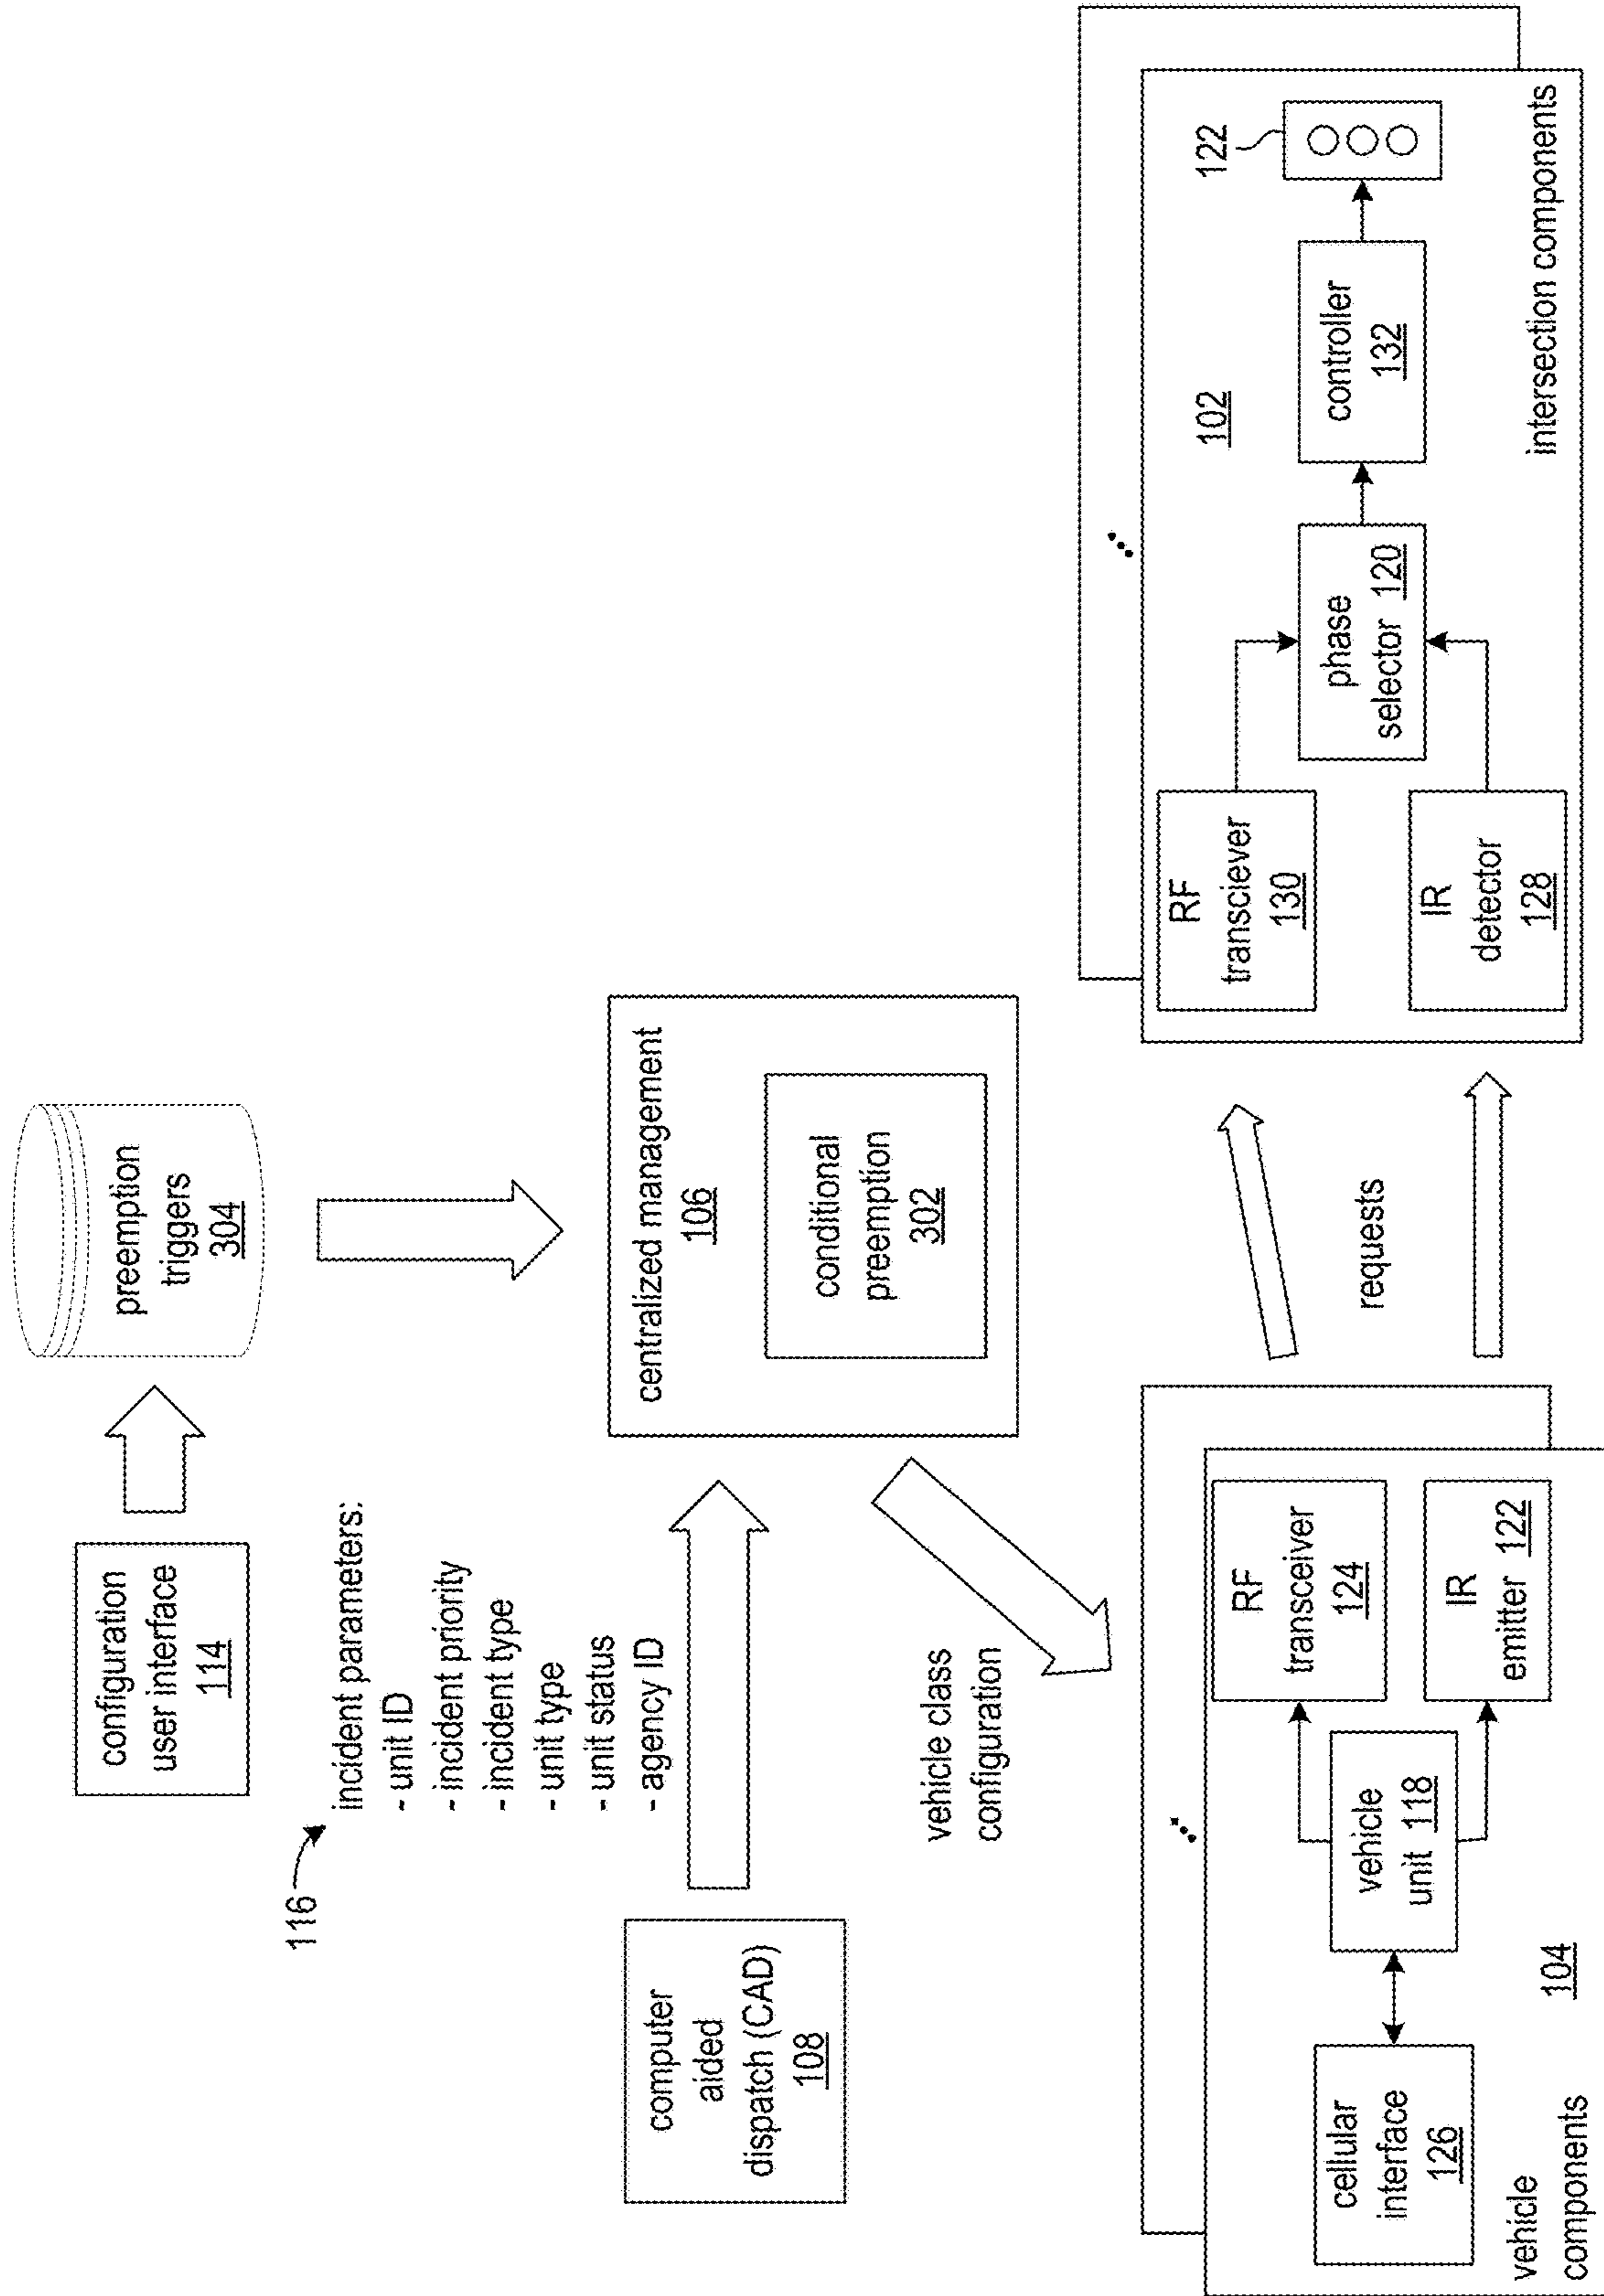 configuration
user interface
114
preemption
triggers
304
116
incident parameters:
- unit ID
- incident priority
- incident type
- unit type
- unit status
- agency ID
computer
aided
dispatch (CAD)
108
centralized management
106
conditional
preemption
302
vehicle class
configuration
...
cellular
interface
126
vehicle
unit 118
RF
transceiver
124
IR
emitter 122
104
vehicle
components
requests
...
RF
transciever
130
IR
detector
128
phase
selector 120
102
controller
132
122
intersection components